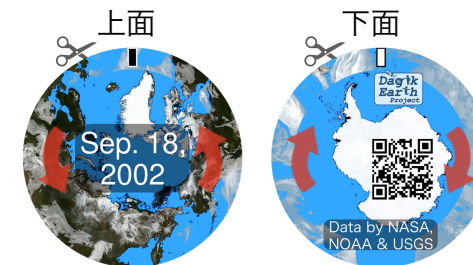 上面
下面
Sep. 18,
2002
Dagik
Earth
Project
Data by NASA,
NOAA & USGS